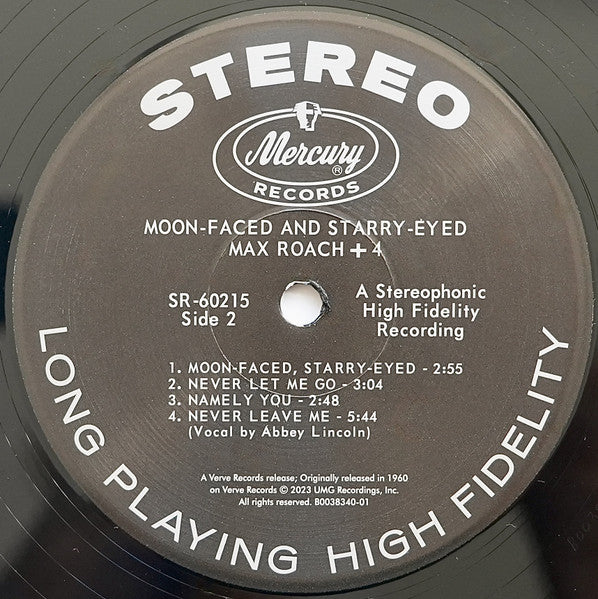 STEREO
Mercury
®
RECORDS
MOON-FACED AND STARRY-EYED
MAX ROACH + 4
SR-60215
Side 2
A Stereophonic
High Fidelity
Recording
1. MOON-FACED, STARRY-EYED - 2:55
2. NEVER LET ME GO - 3:04
3. NAMELY YOU - 2:48
4. NEVER LEAVE ME - 5:44
(Vocal by Abbey Lincoln)
A Verve Records release; Originally released in 1960
on Verve Records © 2023 UMG Recordings, Inc.
All rights reserved. B0038340-01
LONG PLAYING HIGH FIDELITY